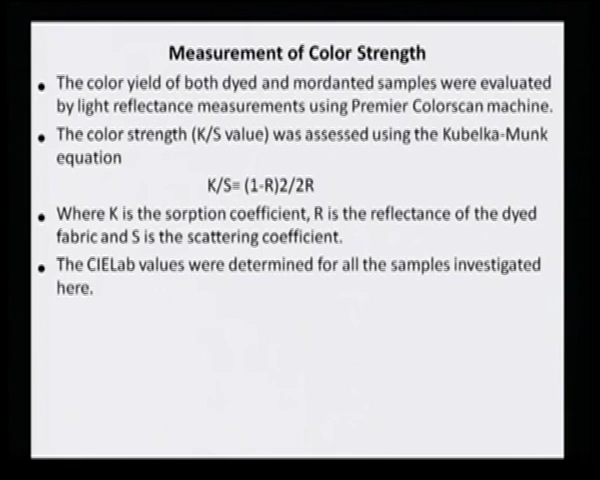 Measurement of Color Strength
• The color yield of both dyed and mordanted samples were evaluated
by light reflectance measurements using Premier Colorscan machine.
• The color strength (K/S value) was assessed using the Kubelka-Munk
equation
K/S= (1-R)2/2R
• Where K is the sorption coefficient, R is the reflectance of the dyed
fabric and S is the scattering coefficient.
• The CIELab values were determined for all the samples investigated
here.